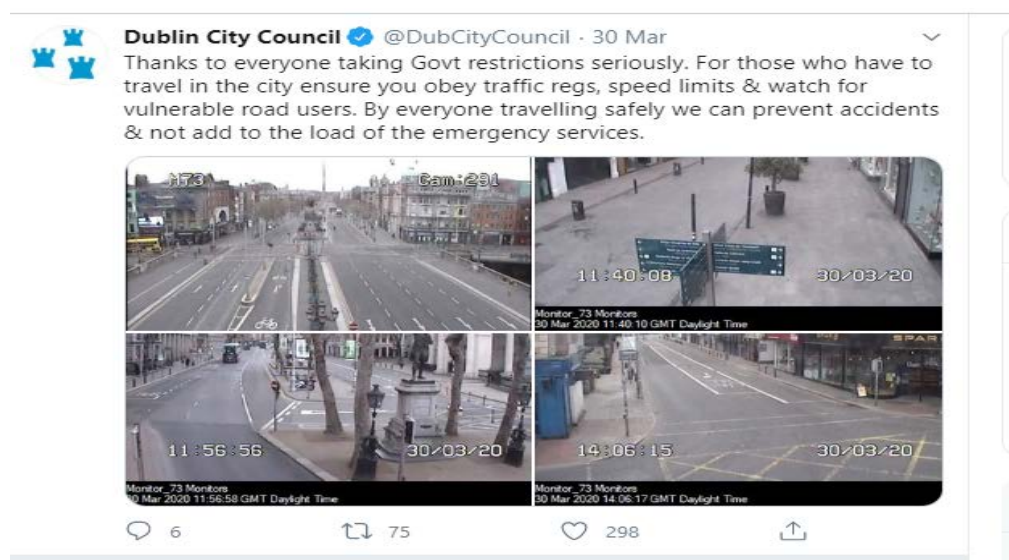 Dublin City Council @DubCityCouncil · 30 Mar
Thanks to everyone taking Govt restrictions seriously. For those who have to
travel in the city ensure you obey traffic regs, speed limits & watch for
vulnerable road users. By everyone travelling safely we can prevent accidents
& not add to the load of the emergency services.
M73 Cam:291
11:40:08 30/03/20
Monitor_73 Monitors
30 Mar 2020 11:40:10 GMT Daylight Time
SPAR
11:56:56 30/03/20
Monitor_73 Monitors
30 Mar 2020 11:56:58 GMT Daylight Time
14:06:15 30/03/20
Monitor_73 Monitors
30 Mar 2020 14:06:17 GMT Daylight Time
6 75 298